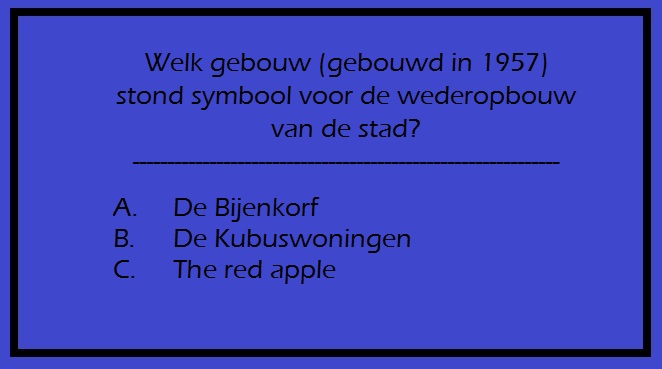 Welk gebouw (gebouwd in 1957)
stond symbool voor de wederopbouw
van de stad?
A. De Bijenkorf
B. De Kubuswoningen
C. The red apple